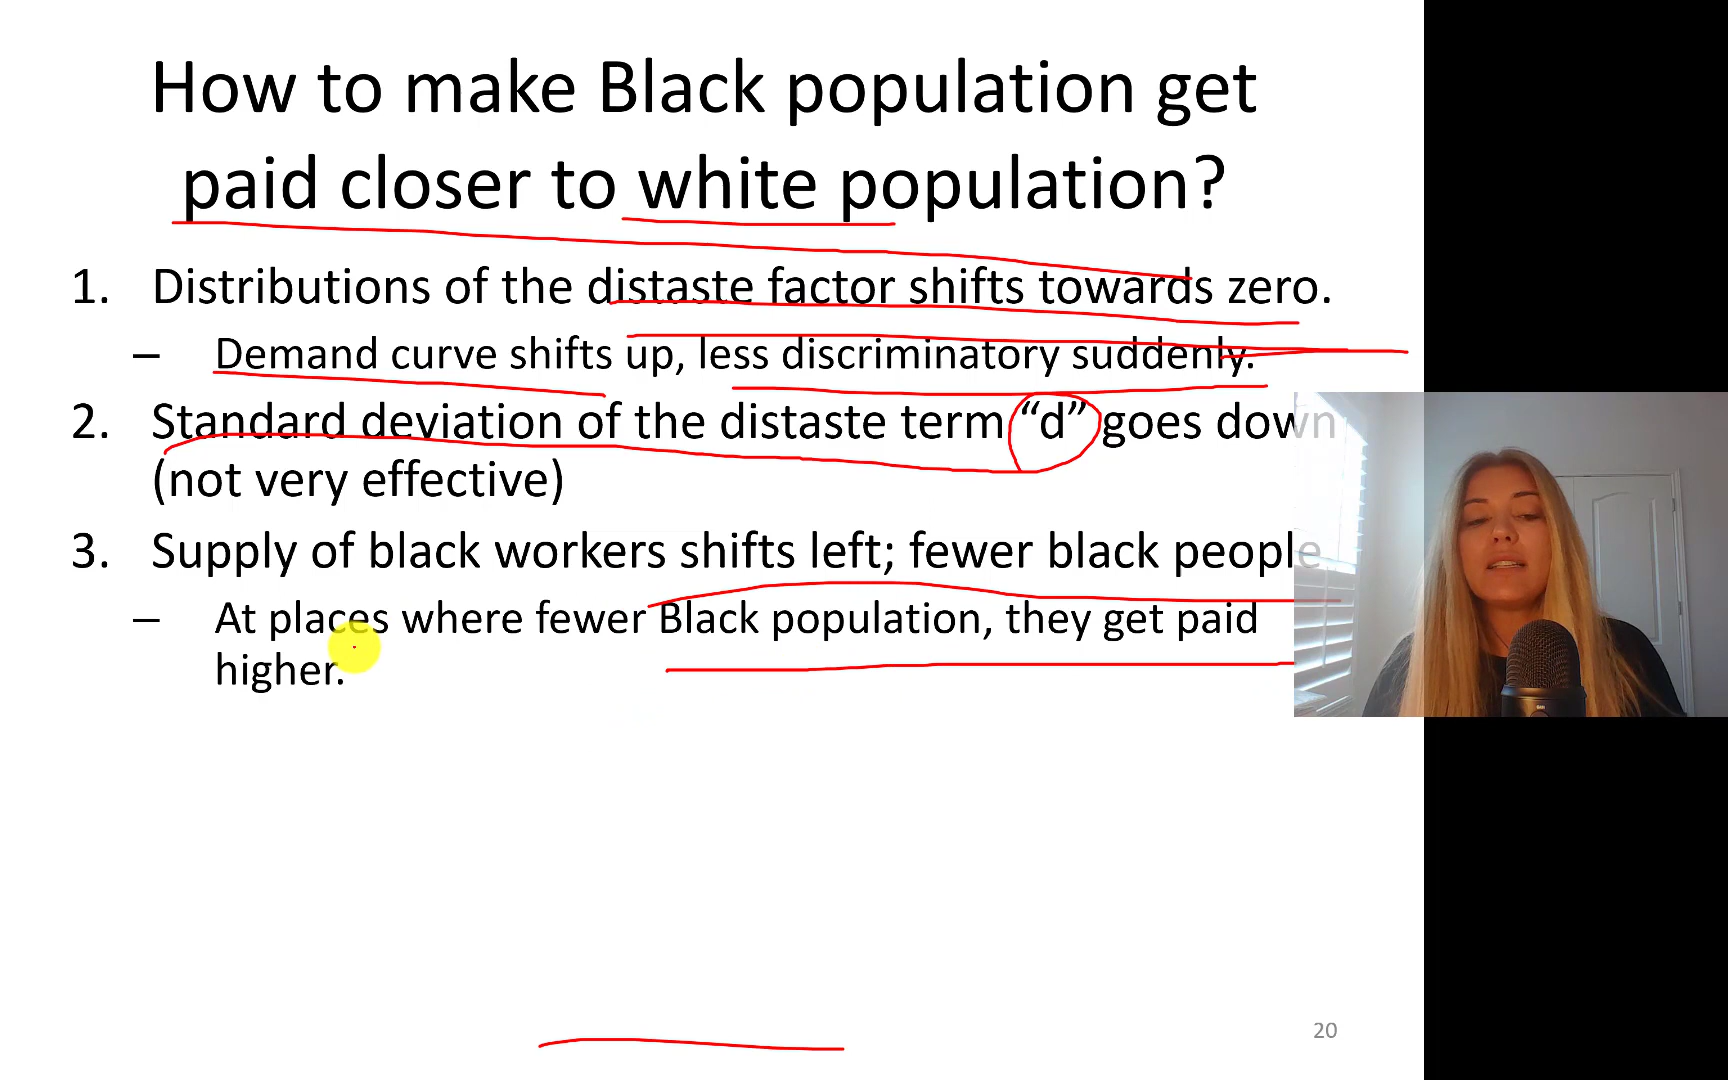 How to make Black population get
paid closer to white population?
1. Distributions of the distaste factor shifts towards zero.
– Demand curve shifts up, less discriminatory suddenly.
2. Standard deviation of the distaste term “d” goes down
(not very effective)
3. Supply of black workers shifts left; fewer black people
– At places where fewer Black population, they get paid
higher.
20